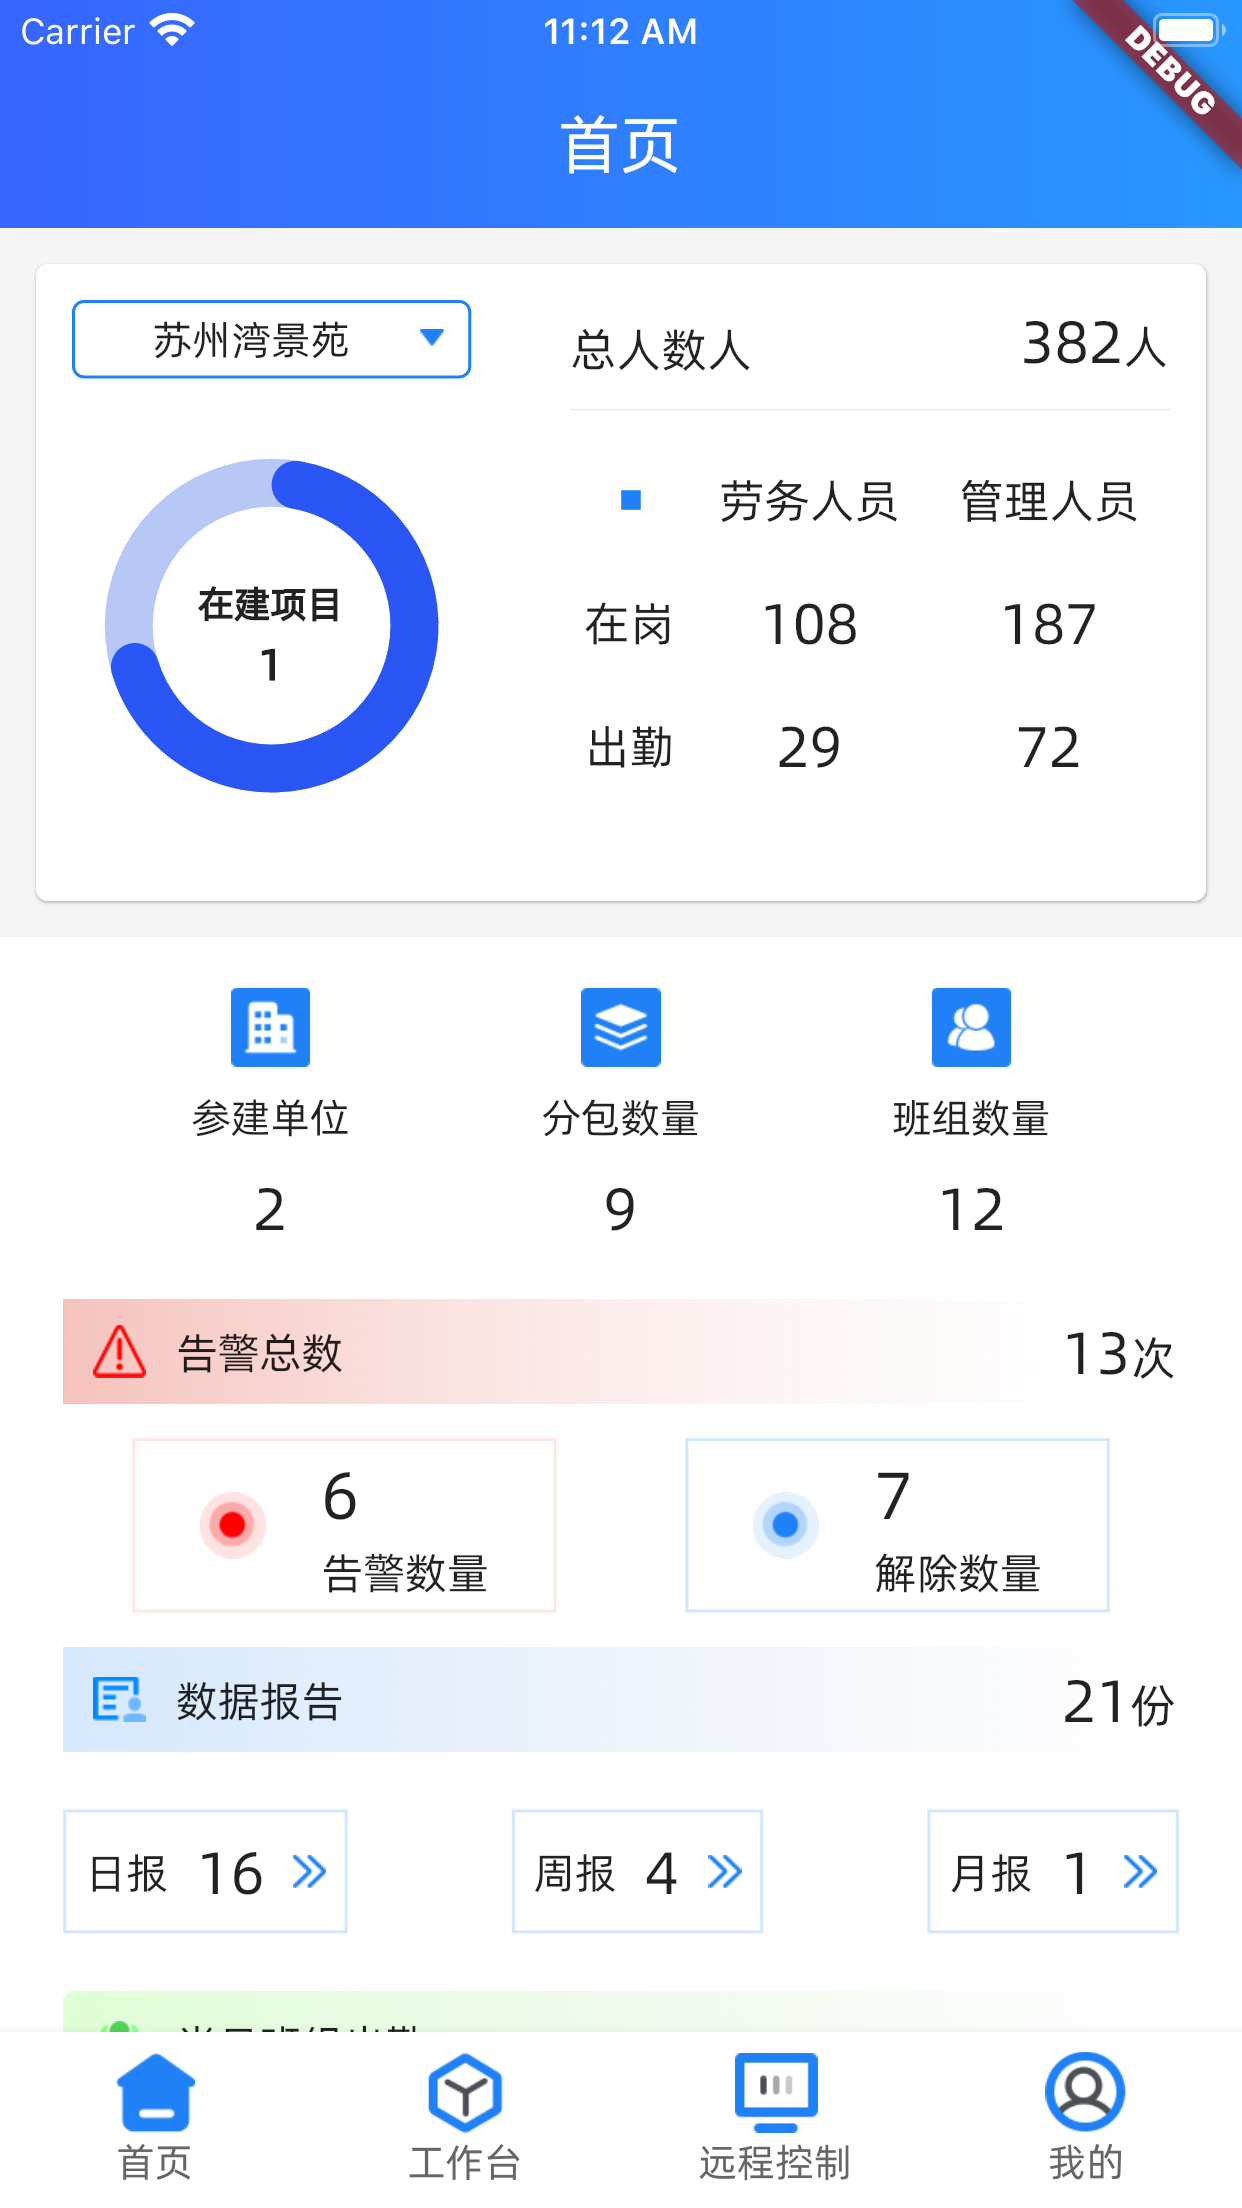 Carrier
11:12 AM
DEBUG
首页
苏州湾景苑
总人数人 382人
劳务人员 管理人员
在建项目
1
在岗 108 187
出勤 29 72
参建单位 分包数量 班组数量
2 9 12
告警总数 13次
6 7
告警数量 解除数量
数据报告 21份
日报 16 周报 4 月报 1
首页 工作台 远程控制 我的